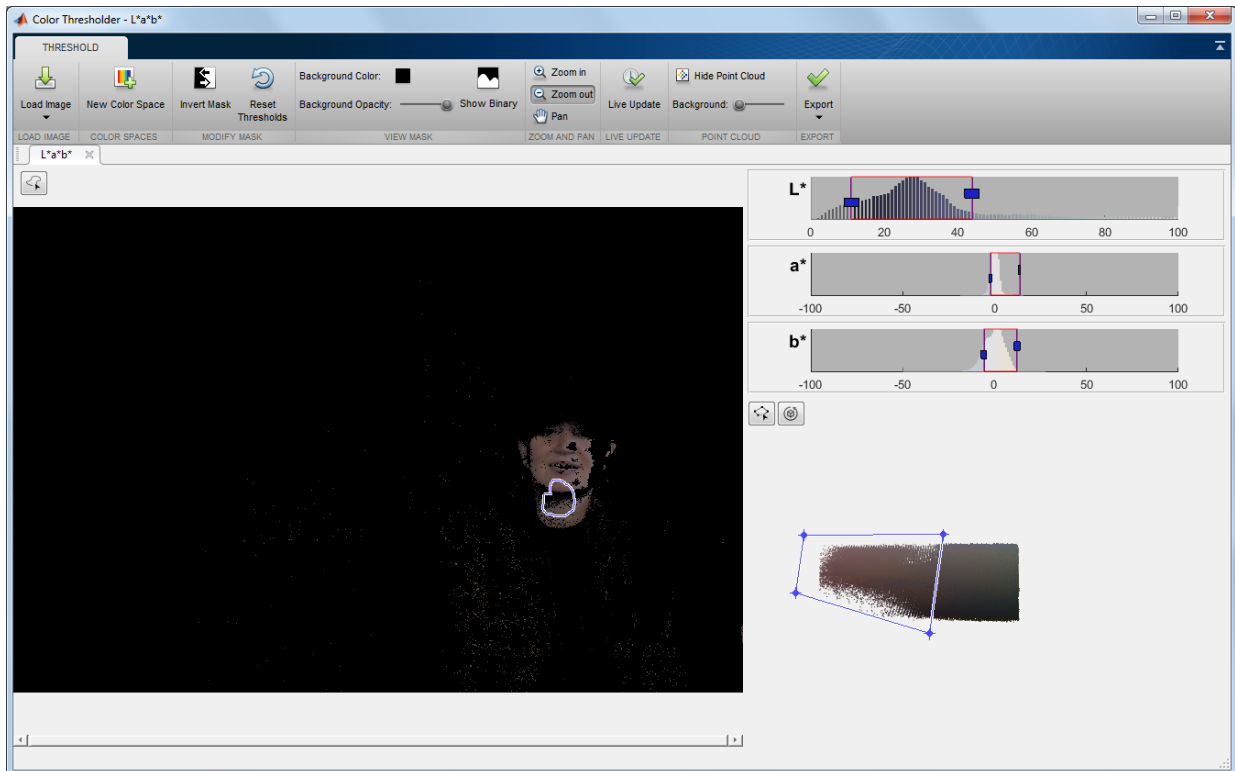 Color Thresholder - L*a*b*
THRESHOLD
Load Image
New Color Space
Invert Mask
Reset
Thresholds
Background Color:
Background Opacity:
Show Binary
Zoom in
Zoom out
Pan
Live Update
Hide Point Cloud
Background:
Export
LOAD IMAGE
COLOR SPACES
MODIFY MASK
VIEW MASK
ZOOM AND PAN
LIVE UPDATE
POINT CLOUD
EXPORT
L*a*b*
L*
0 20 40 60 80 100
a*
-100 -50 0 50 100
b*
-100 -50 0 50 100